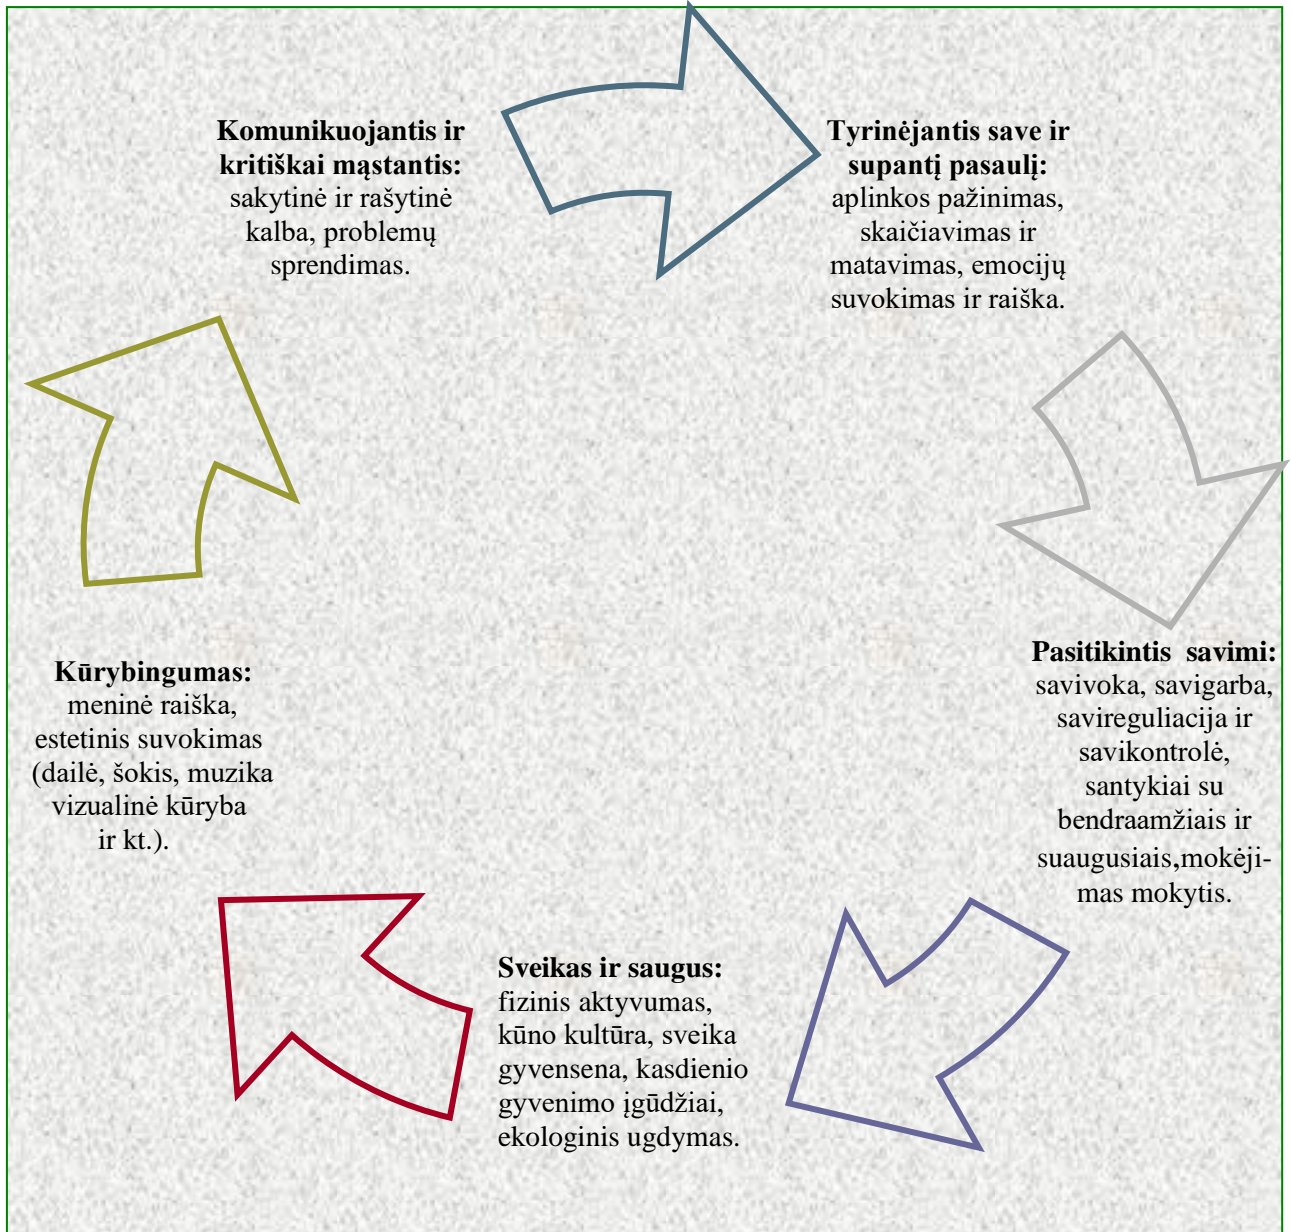 Komunikuojantis ir
kritiškai mąstantis:
sakytinė ir rašytinė
kalba, problemų
sprendimas.
Tyrinėjantis save ir
supantį pasaulį:
aplinkos pažinimas,
skaičiavimas ir
matavimas, emocijų
suvokimas ir raiška.
Pasitikintis savimi:
savivoka, savigarba,
savireguliacija ir
savikontrolė,
santykiai su
bendraamžiais ir
suaugusiais,mokėji-
mas mokytis.
Sveikas ir saugus:
fizinis aktyvumas,
kūno kultūra, sveika
gyvensena, kasdienio
gyvenimo įgūdžiai,
ekologinis ugdymas.
Kūrybingumas:
meninė raiška,
estetinis suvokimas
(dailė, šokis, muzika
vizualinė kūryba
ir kt.).